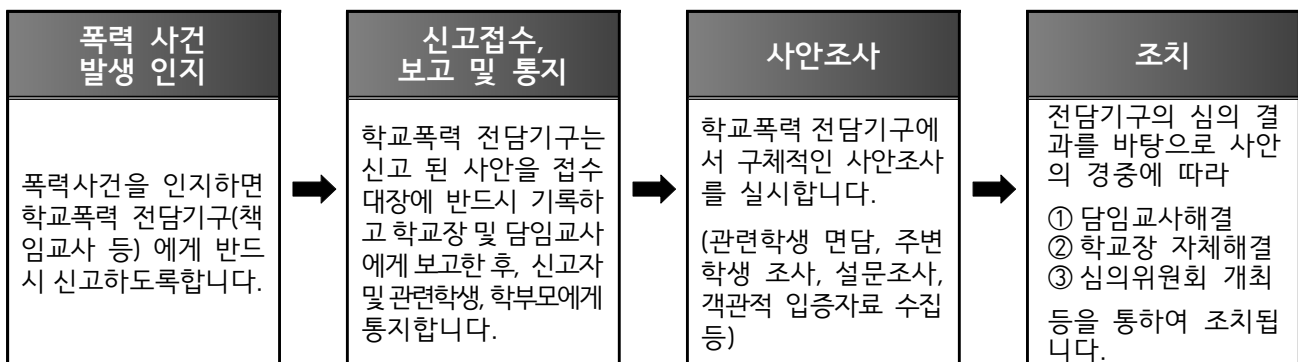 폭력 사건
발생 인지
폭력사건을 인지하면
학교폭력 전담기구(책
임교사 등) 에게 반드
시 신고하도록합니다.
신고접수,
보고 및 통지
학교폭력 전담기구는
신고 된 사안을 접수
대장에 반드시 기록하
고 학교장 및 담임교사
에게 보고한 후, 신고자
및 관련학생, 학부모에게
통지합니다.
사안조사
학교폭력 전담기구에
서 구체적인 사안조사
를 실시합니다.
(관련학생 면담, 주변
학생 조사, 설문조사,
객관적 입증자료 수집
등)
조치
전담기구의 심의 결
과를 바탕으로 사안
의 경중에 따라
① 담임교사해결
② 학교장 자체해결
③ 심의위원회 개최
등을 통하여 조치됩
니다.